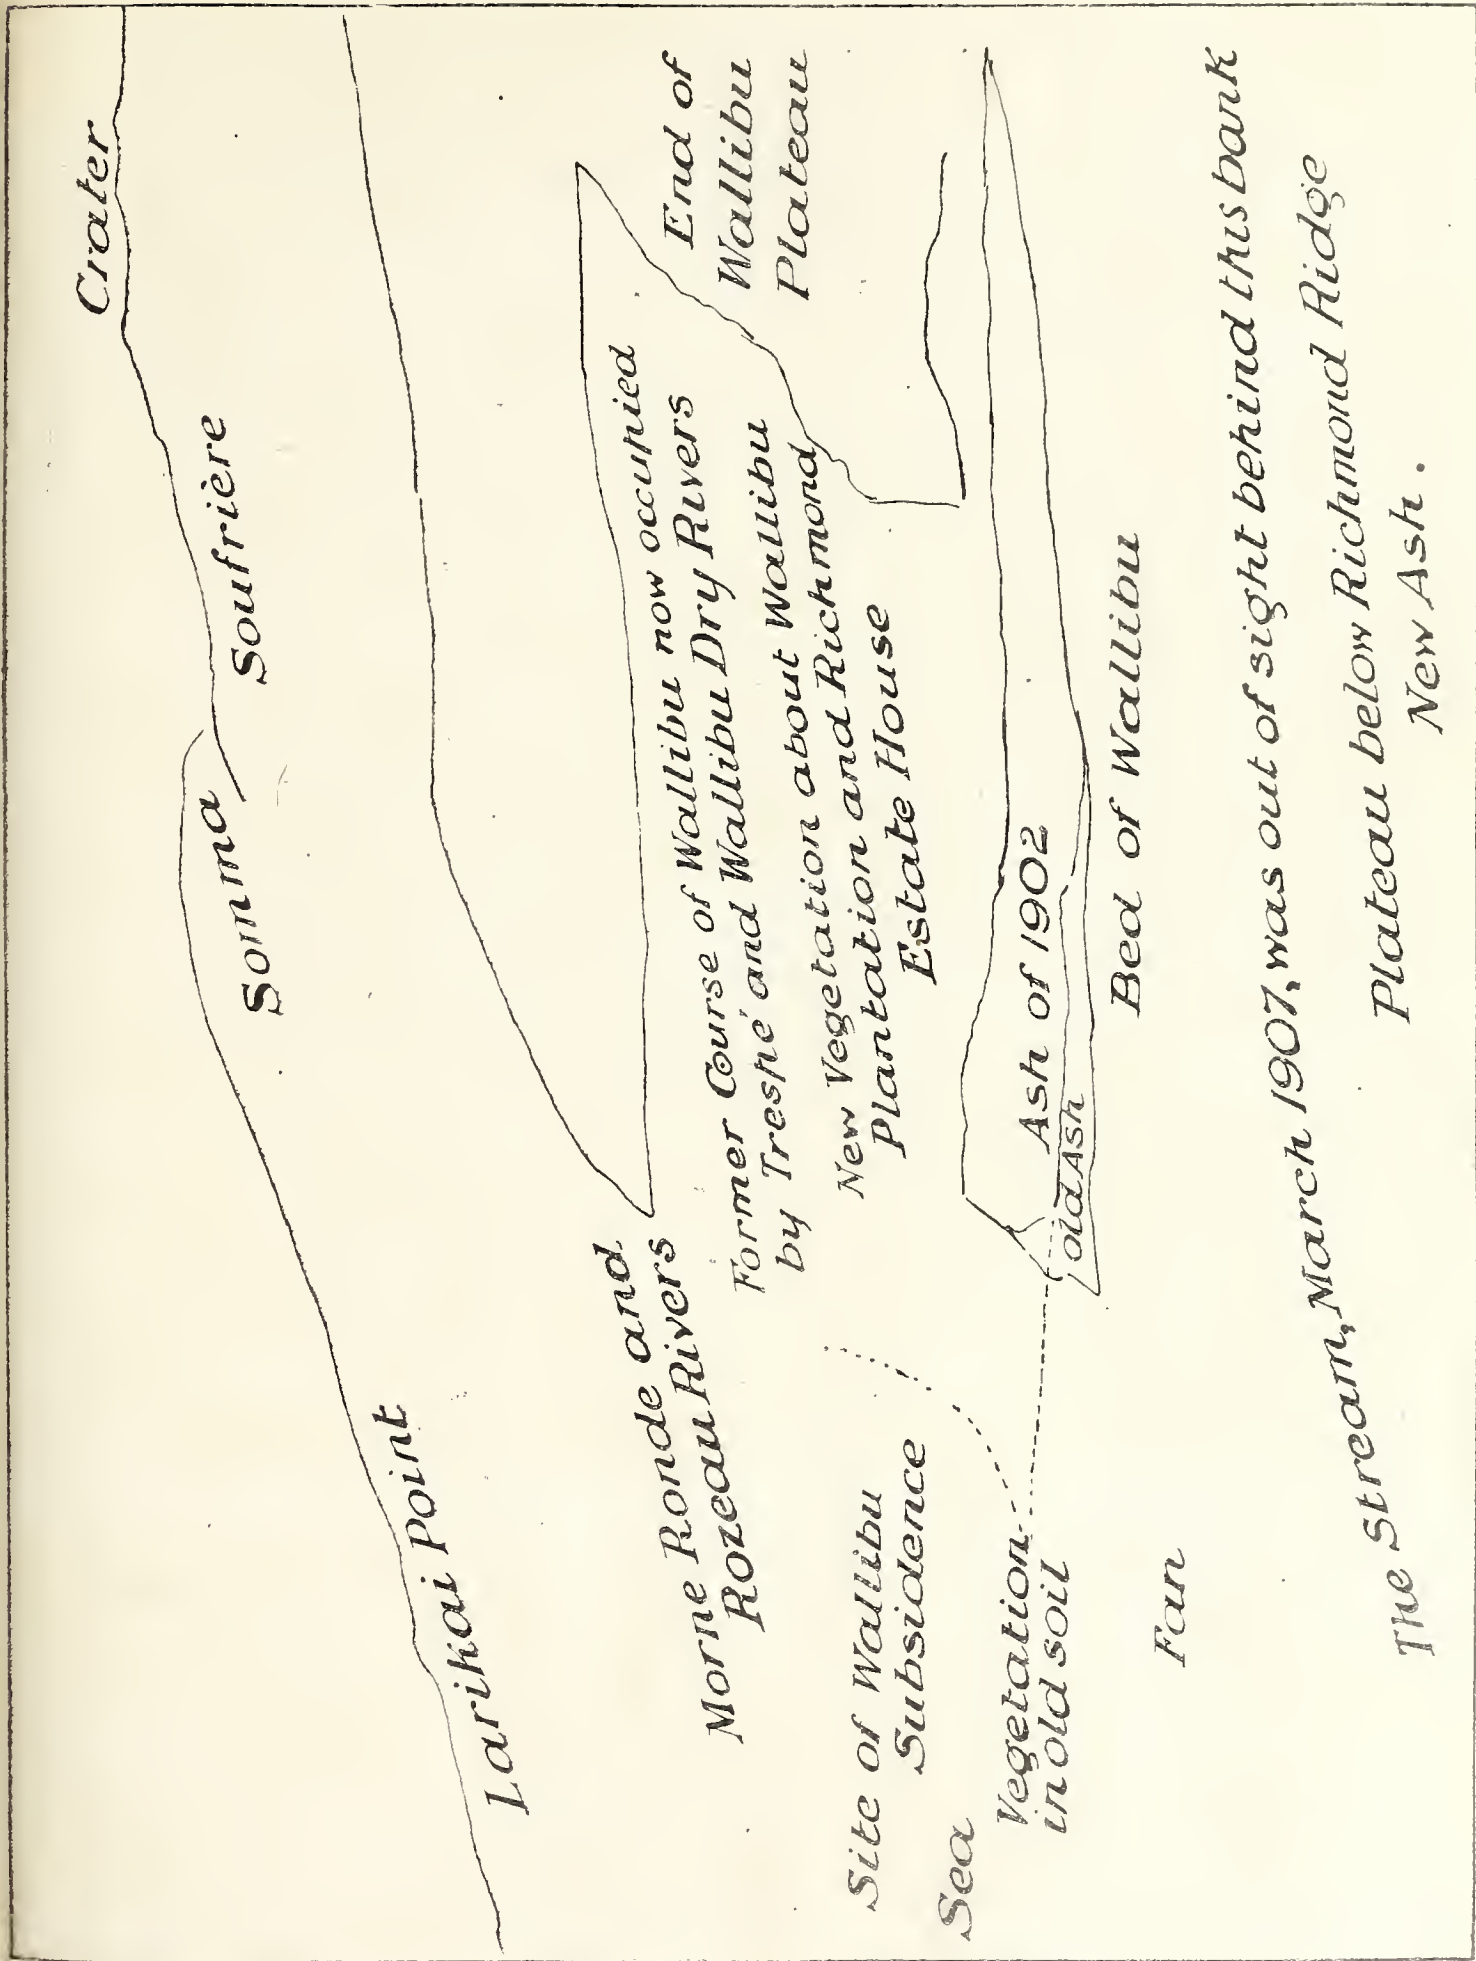 Crater
Soufrière
Somma
Larikai Point
End of
Wallibu
Plateau
Morne Ronde and
Rozeau Rivers
Former Course of Wallibu now occupied
by Trespé and Wallibu Dry Rivers
New Vegetation about Wallibu
Plantation and Richmond
Estate House
Site of Wallibu
Subsidence
Sea
Vegetation
in old soil
Ash of 1902
old Ash
Bed of Wallibu
Fan
The Stream, March 1907, was out of sight behind this bank
Plateau below Richmond Ridge
New Ash.